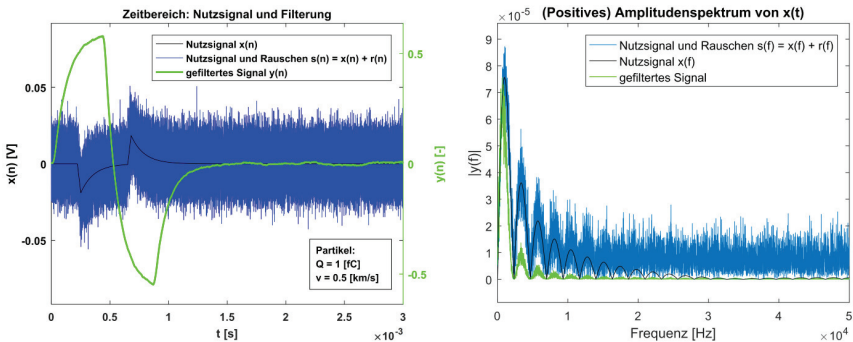 Zeitbereich: Nutzsignal und Filterung
Nutzsignal x(n)
Nutzsignal und Rauschen s(n) = x(n) + r(n)
gefiltertes Signal y(n)
x(n) [V]
0.05
0
-0.05
y(n) [-]
0.5
0
-0.5
Partikel:
Q = 1 [fC]
v = 0.5 [km/s]
0 0.5 1 1.5 2 2.5 3
t [s]
×10⁻³
(Positives) Amplitudenspektrum von x(t)
×10⁻⁵
Nutzsignal und Rauschen s(f) = x(f) + r(f)
Nutzsignal x(f)
gefiltertes Signal
|y(f)|
9
8
7
6
5
4
3
2
1
0
0 1 2 3 4 5
Frequenz [Hz]
×10⁴